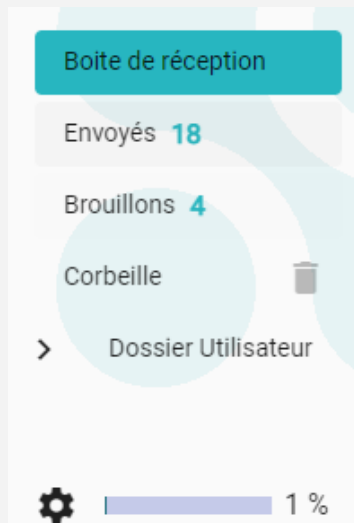 Boite de réception
Envoyés 18
Brouillons 4
Corbeille
Dossier Utilisateur
1 %